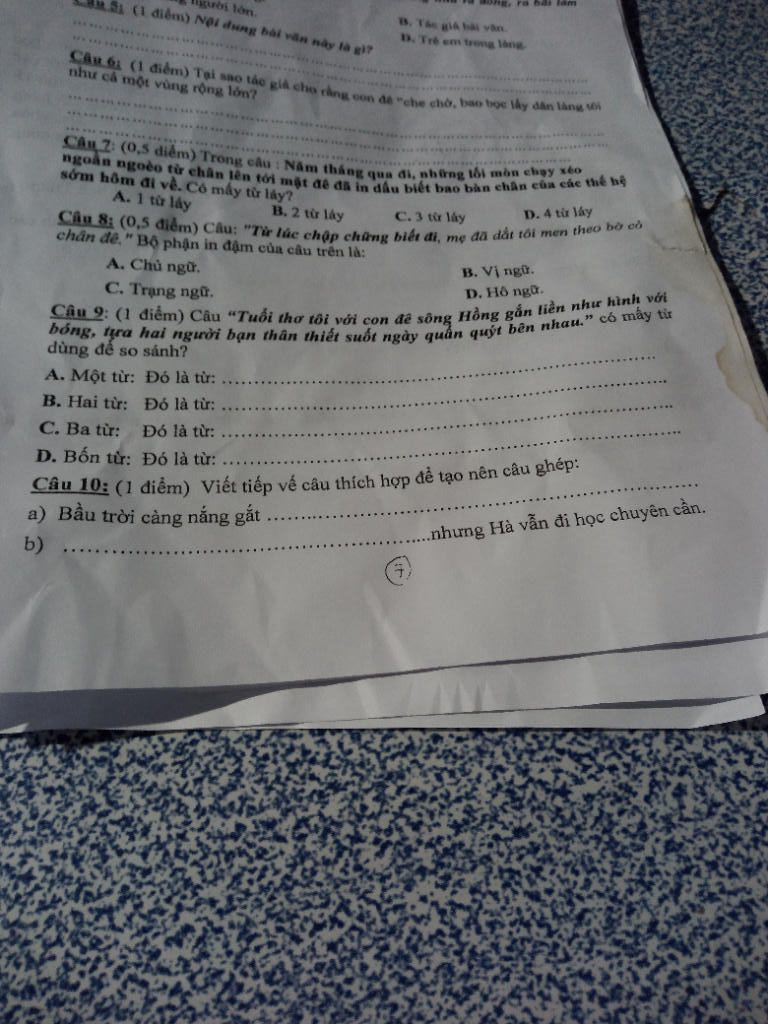 người lớn.
B. Tác giả bài văn.
Câu 5: (1 điểm) Nội dung bài văn này là gì?
D. Trẻ em trong làng.
Câu 6: (1 điểm) Tại sao tác giả cho rằng con đê "che chở, bao bọc lấy dân làng tôi
như cả một vùng rộng lớn?
Câu 7: (0,5 điểm) Trong câu : Năm tháng qua đi, những lối mòn chạy xéo
ngoằn ngoèo từ chân lên tới mặt đê đã in dấu biết bao bàn chân của các thế hệ
sớm hôm đi về. Có mấy từ láy?
A. 1 từ láy B. 2 từ láy C. 3 từ láy D. 4 từ láy
Câu 8: (0,5 điểm) Câu: "Từ lúc chập chững biết đi, mẹ đã dắt tôi men theo bờ cỏ
chân đê." Bộ phận in đậm của câu trên là:
A. Chủ ngữ. B. Vị ngữ.
C. Trạng ngữ. D. Hô ngữ.
Câu 9: (1 điểm) Câu “Tuổi thơ tôi với con đê sông Hồng gắn liền như hình với
bóng, tựa hai người bạn thân thiết suốt ngày quấn quýt bên nhau.” có mấy từ
dùng để so sánh?
A. Một từ: Đó là từ: ........................................
B. Hai từ: Đó là từ: ........................................
C. Ba từ: Đó là từ: ........................................
D. Bốn từ: Đó là từ: ........................................
Câu 10: (1 điểm) Viết tiếp vế câu thích hợp để tạo nên câu ghép:
a) Bầu trời càng nắng gắt ........................................
b) ........................................nhưng Hà vẫn đi học chuyên cần.